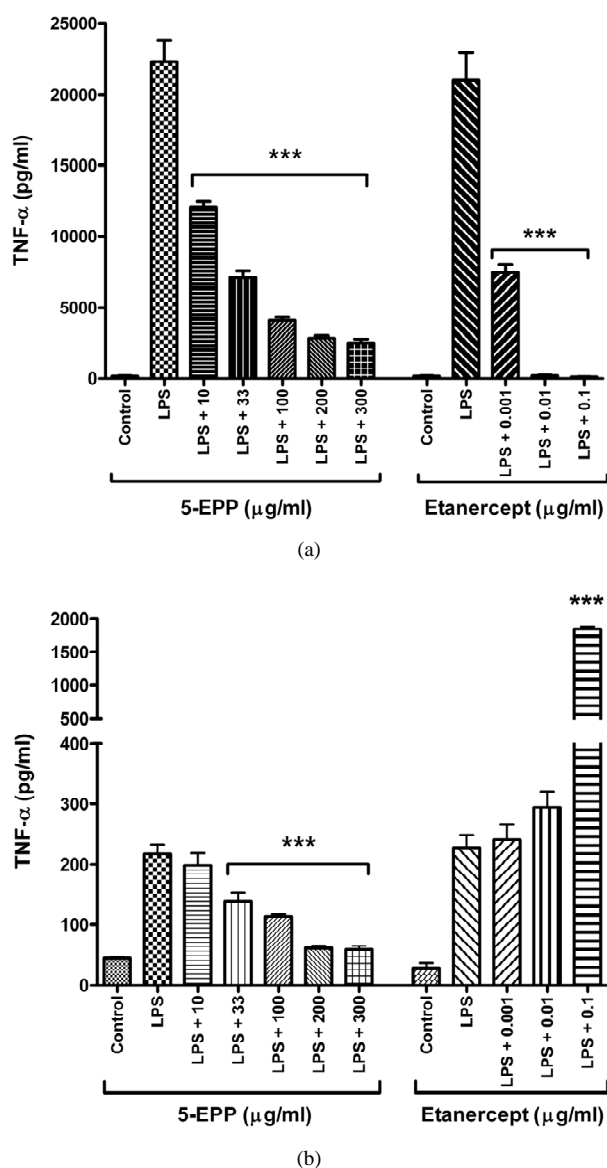 25000
20000
15000
10000
5000
0
TNF-α (pg/ml)
***
***
Control
LPS
LPS + 10
LPS + 33
LPS + 100
LPS + 200
LPS + 300
Control
LPS
LPS + 0.001
LPS + 0.01
LPS + 0.1
5-EPP (μg/ml)
Etanercept (μg/ml)
(a)
2000
1500
1000
500
400
300
200
100
0
TNF-α (pg/ml)
***
***
Control
LPS
LPS + 10
LPS + 33
LPS + 100
LPS + 200
LPS + 300
Control
LPS
LPS + 0.001
LPS + 0.01
LPS + 0.1
5-EPP (μg/ml)
Etanercept (μg/ml)
(b)